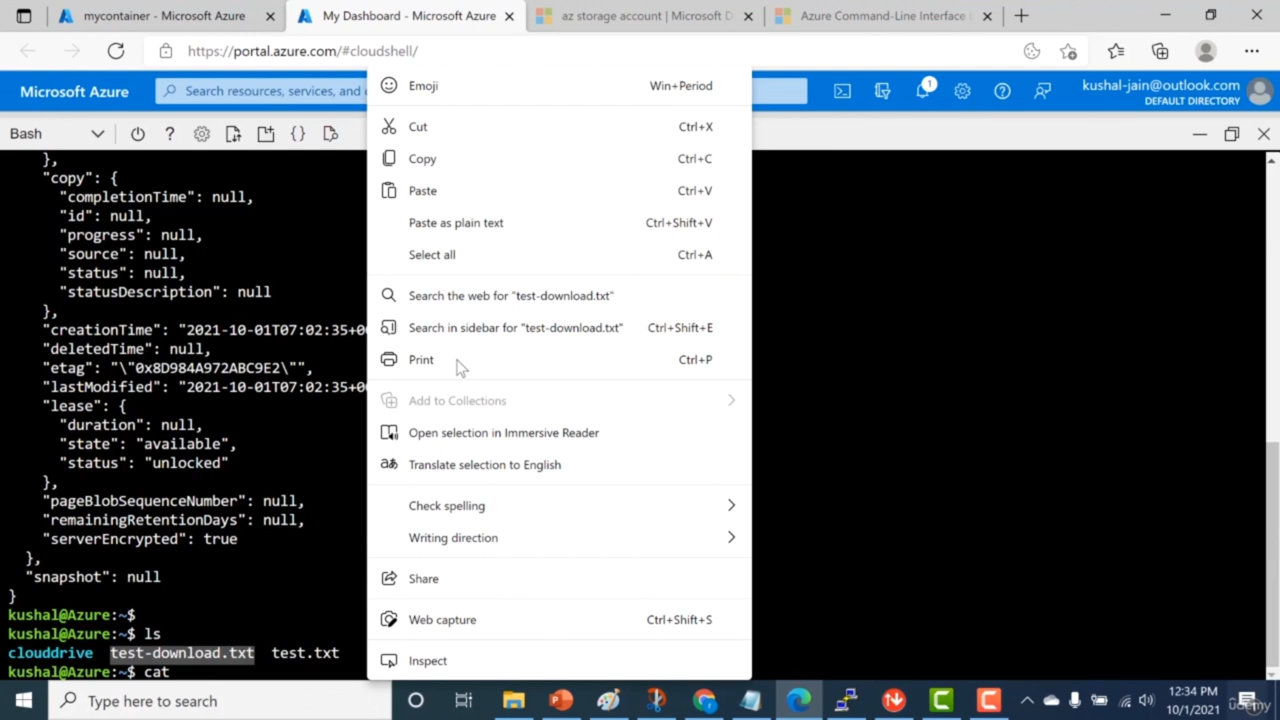 mycontainer - Microsoft Azure
My Dashboard - Microsoft Azure
az storage account | Microsoft D
Azure Command-Line Interface (
https://portal.azure.com/#cloudshell/
Microsoft Azure
Search resources, services, and
1
kushal-jain@outlook.com
DEFAULT DIRECTORY
Bash
Emoji Win+Period
Cut Ctrl+X
Copy Ctrl+C
Paste Ctrl+V
Paste as plain text Ctrl+Shift+V
Select all Ctrl+A
Search the web for "test-download.txt"
Search in sidebar for "test-download.txt" Ctrl+Shift+E
Print Ctrl+P
Add to Collections
Open selection in Immersive Reader
Translate selection to English
Check spelling
Writing direction
Share
Web capture Ctrl+Shift+S
Inspect
},
"copy": {
"completionTime": null,
"id": null,
"progress": null,
"source": null,
"status": null,
"statusDescription": null
},
"creationTime": "2021-10-01T07:02:35+0
"deletedTime": null,
"etag": "\"0x8D984A972ABC9E2\"",
"lastModified": "2021-10-01T07:02:35+0
"lease": {
"duration": null,
"state": "available",
"status": "unlocked"
},
"pageBlobSequenceNumber": null,
"remainingRetentionDays": null,
"serverEncrypted": true
},
"snapshot": null
}
kushal@Azure:~$
kushal@Azure:~$ ls
clouddrive test-download.txt test.txt
kushal@Azure:~$ cat
Type here to search
12:34 PM
10/1/2021
udemy